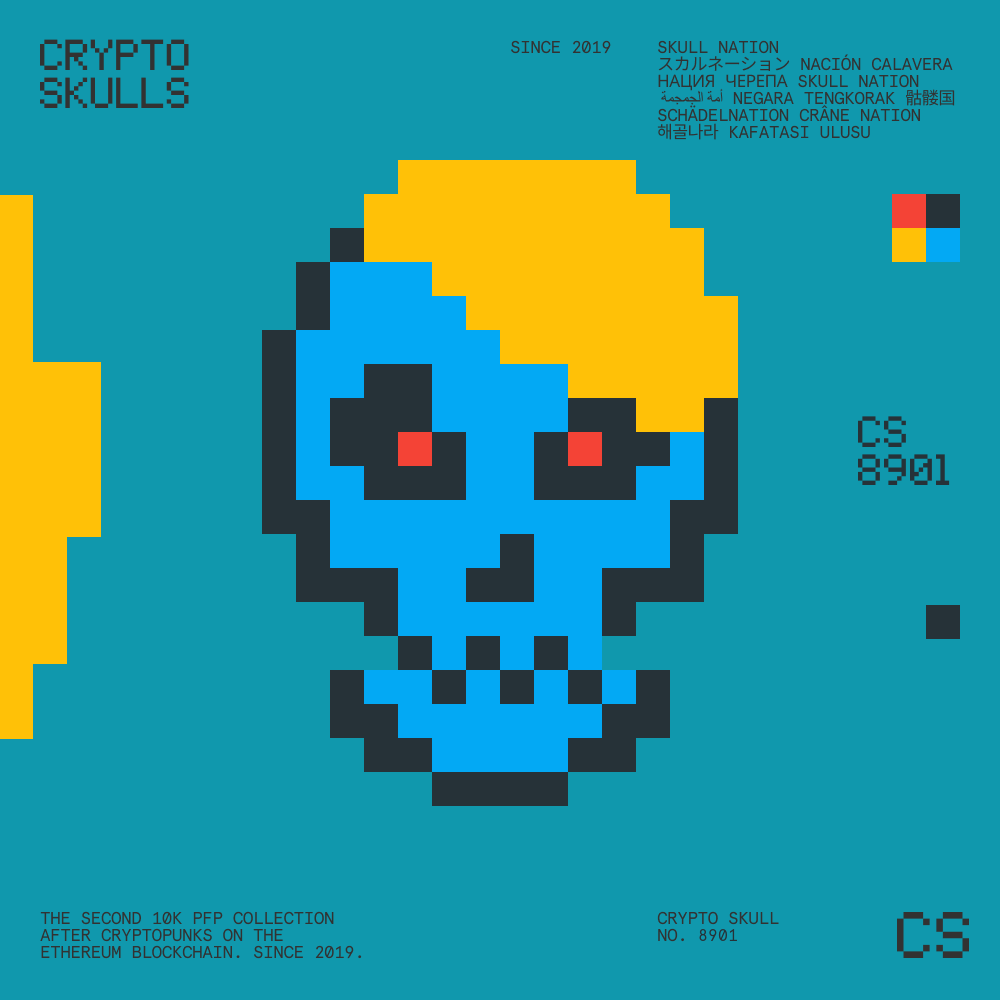 CRYPTO
SKULLS
SINCE 2019
SKULL NATION
スカルネーション NACIÓN CALAVERA
НАЦИЯ ЧЕРЕПА SKULL NATION
أمة الجمجمة NEGARA TENGKORAK 骷髅国
SCHÄDELNATION CRÂNE NATION
해골나라 KAFATASI ULUSU
CS
8901
THE SECOND 10K PFP COLLECTION
AFTER CRYPTOPUNKS ON THE
ETHEREUM BLOCKCHAIN. SINCE 2019.
CRYPTO SKULL
NO. 8901
CS